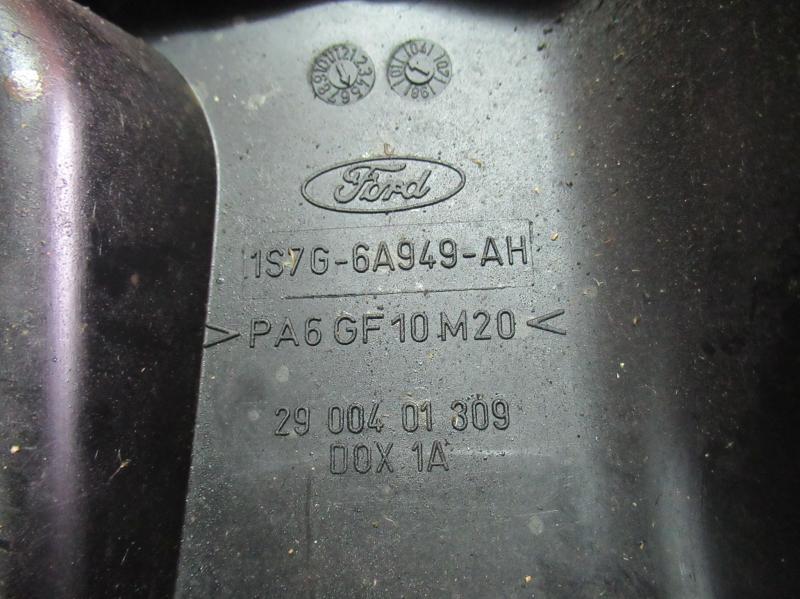 Ford
1S7G-6A949-AH
>PA6 GF10 M20<
29 004 01 309
DOX 1A